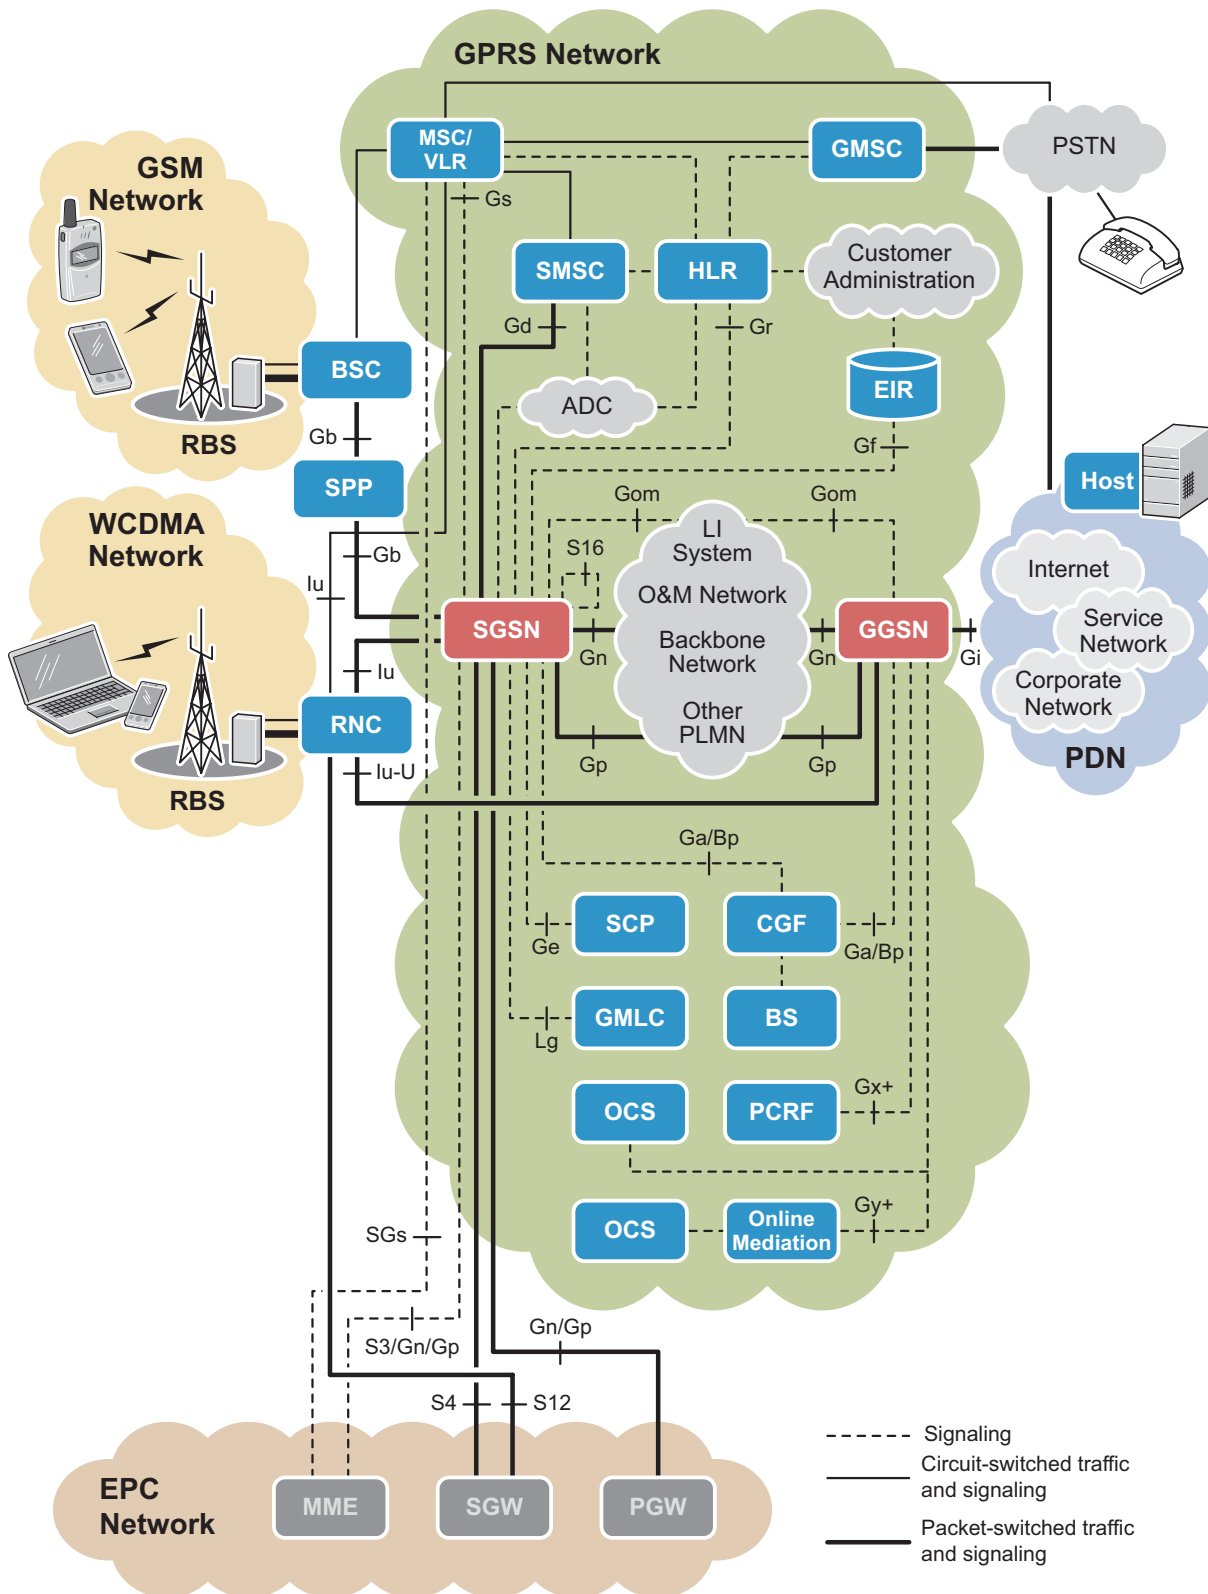 GPRS Network
MSC/
VLR
GMSC
PSTN
GSM
Network
Gs
SMSC
HLR
Customer
Administration
Gd
Gr
BSC
ADC
EIR
RBS
Gb
Gf
SPP
Host
Gom
Gom
WCDMA
Network
Gb
S16
LI
System
Internet
Iu
O&M Network
SGSN
GGSN
Service
Network
Gn
Backbone
Network
Gn
Gi
Iu
Corporate
Network
RNC
Other
PLMN
Iu-U
Gp
Gp
PDN
RBS
Ga/Bp
SCP
CGF
Ge
Ga/Bp
GMLC
BS
Lg
OCS
PCRF
Gx+
OCS
Online
Mediation
Gy+
SGs
S3/Gn/Gp
Gn/Gp
S4
S12
Signaling
Circuit-switched traffic
and signaling
EPC
Network
MME
SGW
PGW
Packet-switched traffic
and signaling